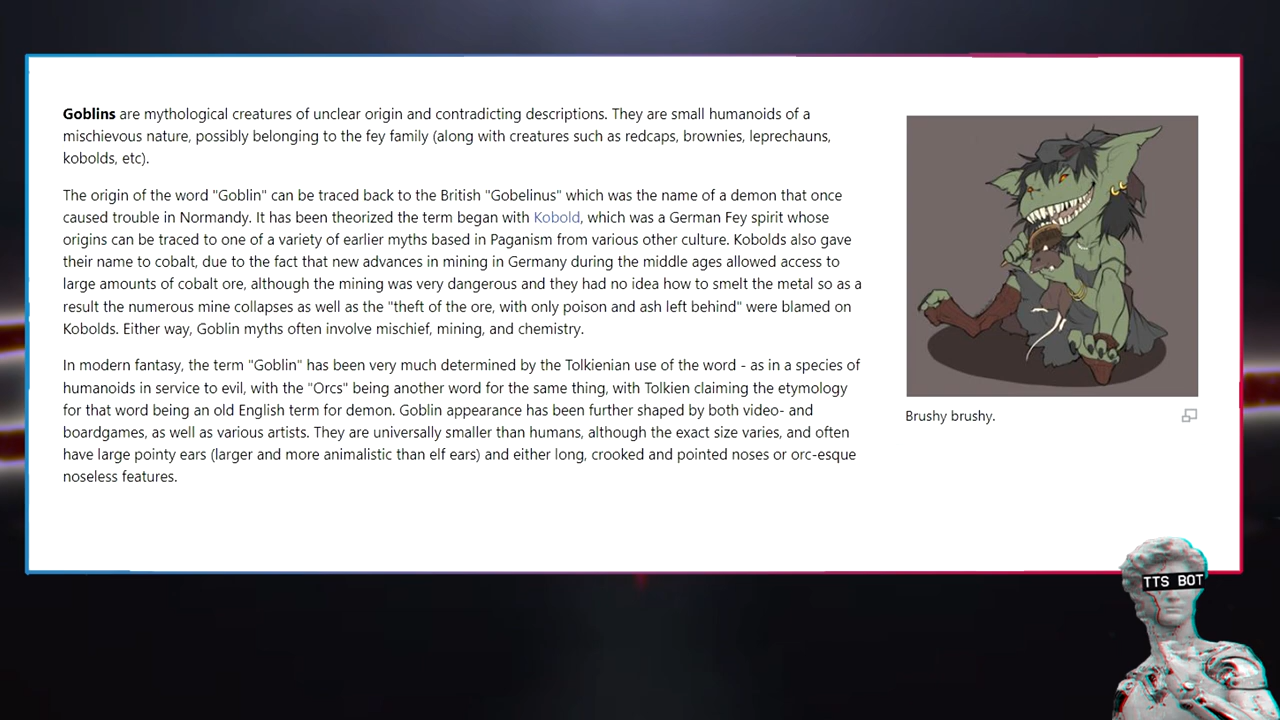 Goblins are mythological creatures of unclear origin and contradicting descriptions. They are small humanoids of a
mischievous nature, possibly belonging to the fey family (along with creatures such as redcaps, brownies, leprechauns,
kobolds, etc).
The origin of the word "Goblin" can be traced back to the British "Gobelinus" which was the name of a demon that once
caused trouble in Normandy. It has been theorized the term began with Kobold, which was a German Fey spirit whose
origins can be traced to one of a variety of earlier myths based in Paganism from various other culture. Kobolds also gave
their name to cobalt, due to the fact that new advances in mining in Germany during the middle ages allowed access to
large amounts of cobalt ore, although the mining was very dangerous and they had no idea how to smelt the metal so as a
result the numerous mine collapses as well as the "theft of the ore, with only poison and ash left behind" were blamed on
Kobolds. Either way, Goblin myths often involve mischief, mining, and chemistry.
In modern fantasy, the term "Goblin" has been very much determined by the Tolkienian use of the word - as in a species of
humanoids in service to evil, with the "Orcs" being another word for the same thing, with Tolkien claiming the etymology
for that word being an old English term for demon. Goblin appearance has been further shaped by both video- and
boardgames, as well as various artists. They are universally smaller than humans, although the exact size varies, and often
have large pointy ears (larger and more animalistic than elf ears) and either long, crooked and pointed noses or orc-esque
noseless features.
Brushy brushy.
TTS BOT